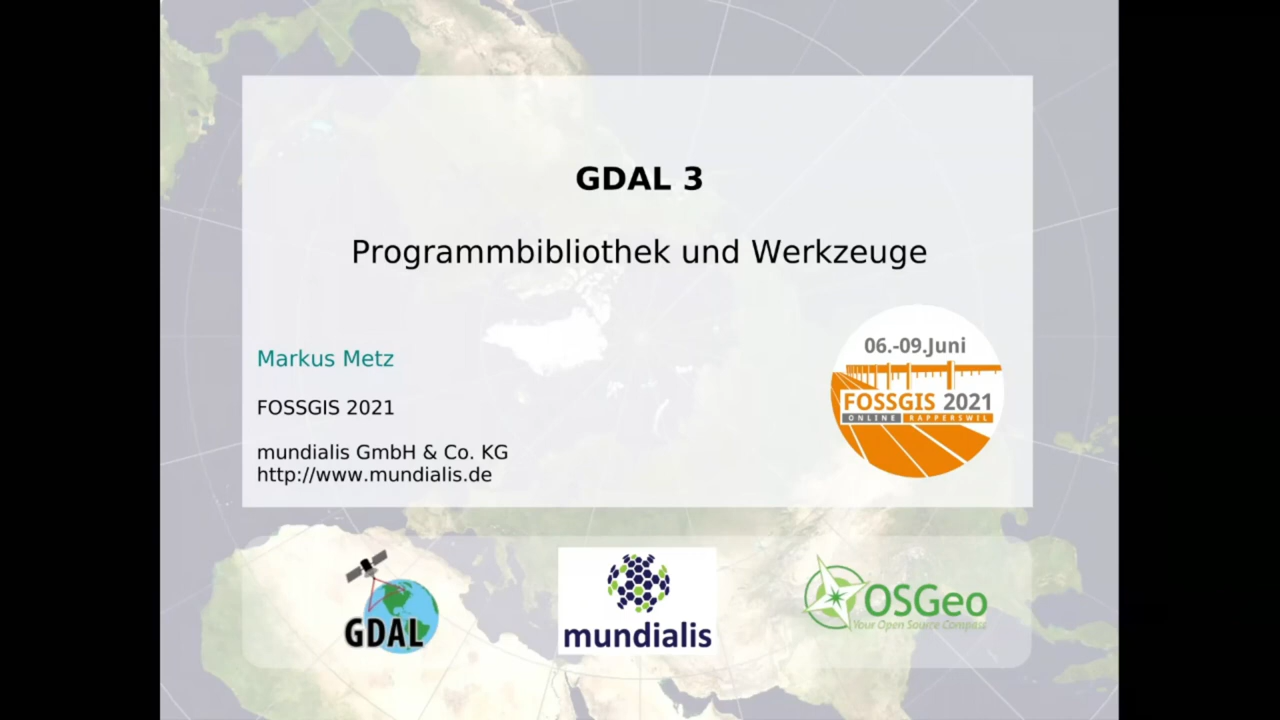 GDAL 3
Programmbibliothek und Werkzeuge
Markus Metz
FOSSGIS 2021
mundialis GmbH & Co. KG
http://www.mundialis.de
06.-09.Juni
FOSSGIS 2021
ONLINE RAPPERSWIL
GDAL
mundialis
OSGeo
Your Open Source Compass